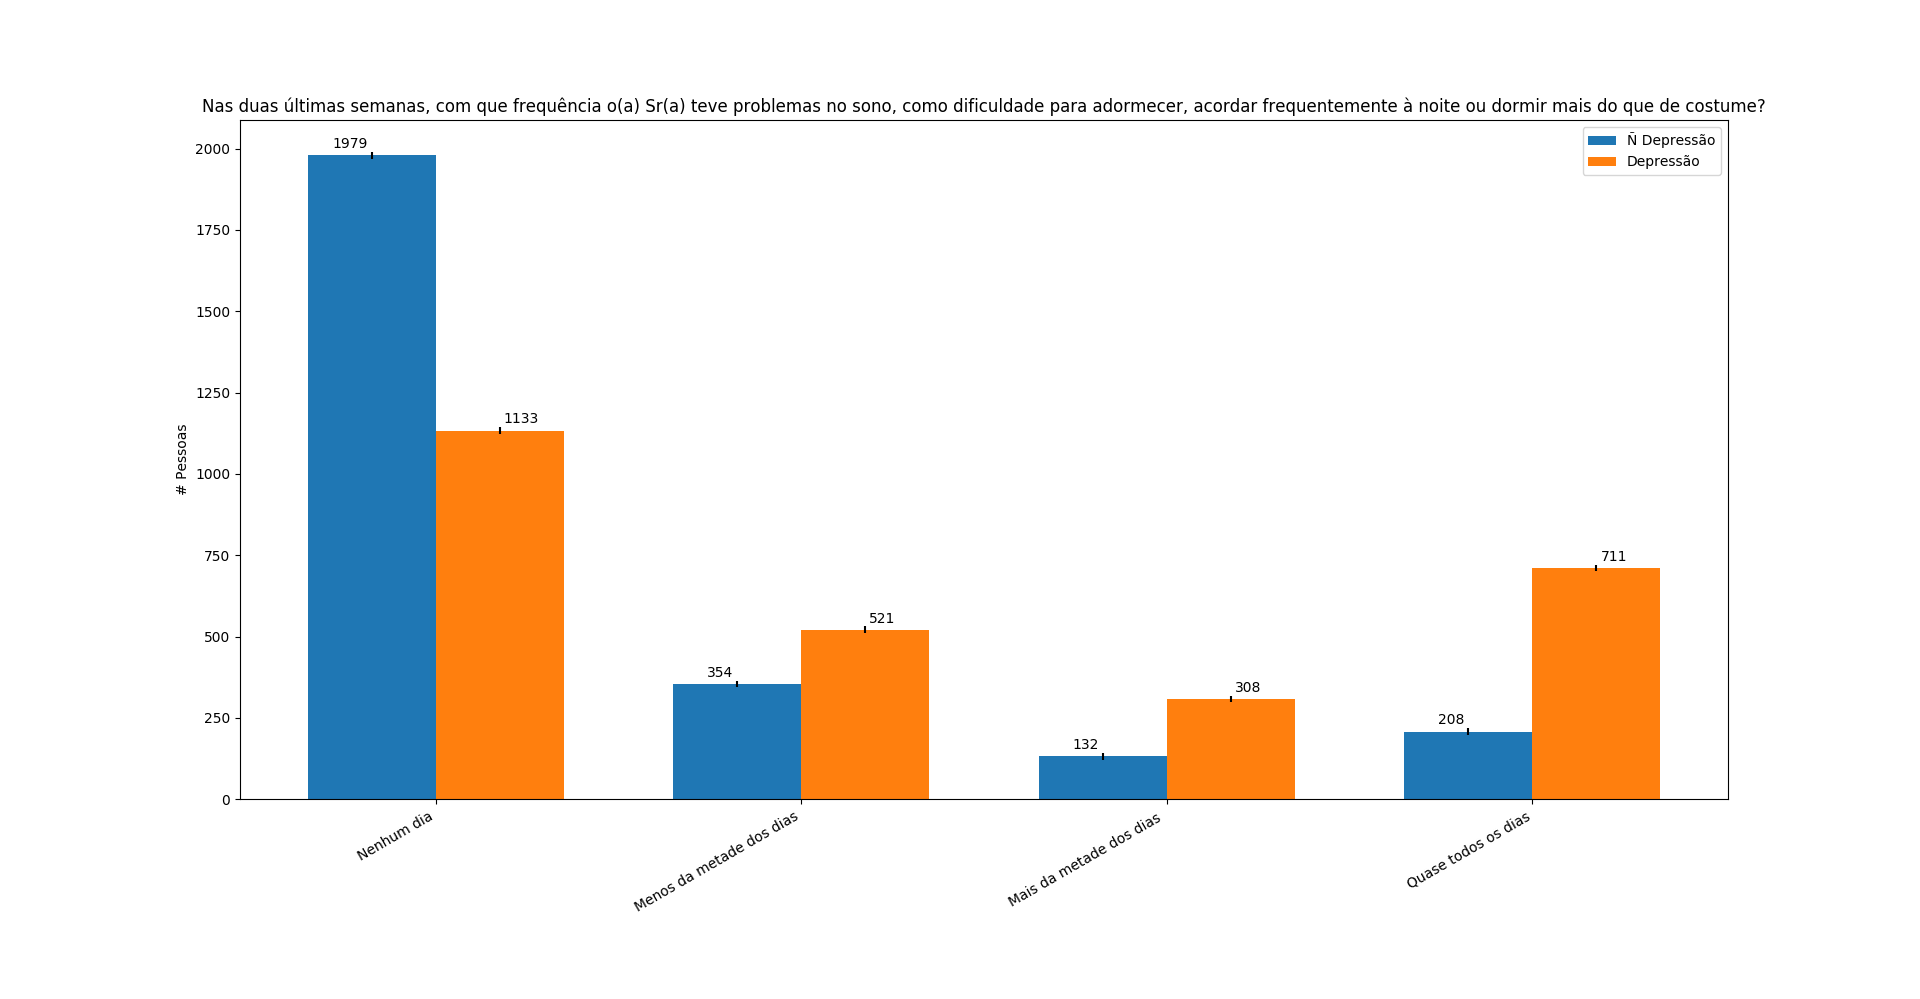 Nas duas últimas semanas, com que frequência o(a) Sr(a) teve problemas no sono, como dificuldade para adormecer, acordar frequentemente à noite ou dormir mais do que de costume?
Ñ Depressão
Depressão
# Pessoas
2000
1750
1500
1250
1000
750
500
250
0
1979
1133
354
521
132
308
208
711
Nenhum dia
Menos da metade dos dias
Mais da metade dos dias
Quase todos os dias